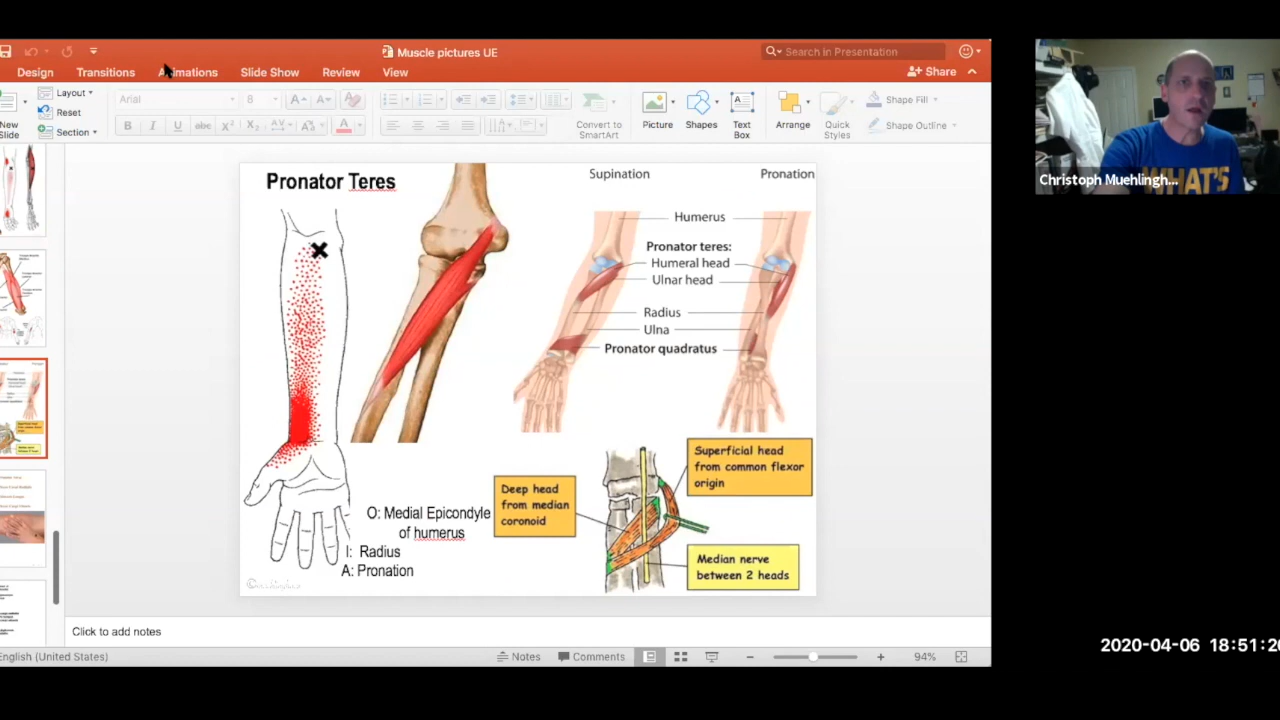 Muscle pictures UE
Search in Presentation
Design Transitions Animations Slide Show Review View
Share
New
Slide
Layout
Reset
Section
Arial
8
Convert to
SmartArt
Picture
Shapes
Text
Box
Arrange
Quick
Styles
Shape Fill
Shape Outline
Pronator Teres
Supination
Pronation
Humerus
Pronator teres:
Humeral head
Ulnar head
Radius
Ulna
Pronator quadratus
O: Medial Epicondyle
of humerus
I: Radius
A: Pronation
Deep head
from median
coronoid
Superficial head
from common flexor
origin
Median nerve
between 2 heads
Click to add notes
English (United States)
Notes
Comments
94%
WHAT'S
Christoph Muehlingh...
2020-04-06 18:51:20